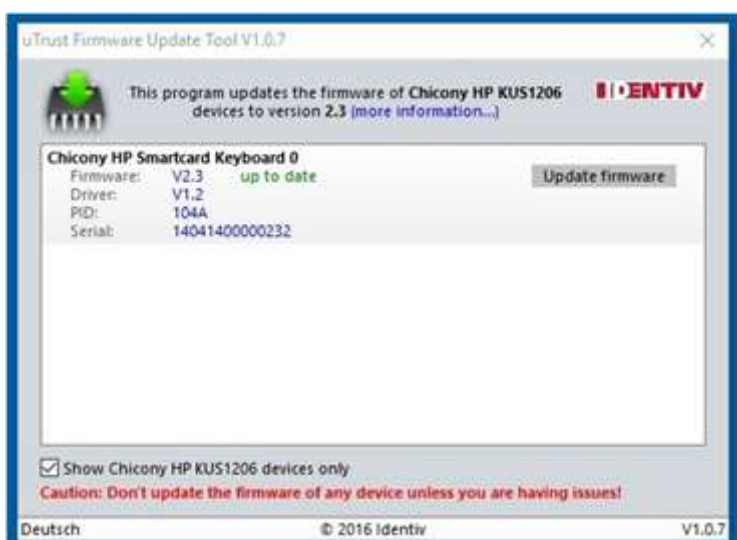 uTrust Firmware Update Tool V1.0.7
This program updates the firmware of Chicony HP KUS1206
devices to version 2.3 (more information...)
IDENTIV
Chicony HP Smartcard Keyboard 0
Firmware: V2.3 up to date
Update firmware
Driver: V1.2
PID: 104A
Serial: 14041400000232
Show Chicony HP KUS1206 devices only
Caution: Don't update the firmware of any device unless you are having issues!
Deutsch © 2016 Identiv V1.0.7